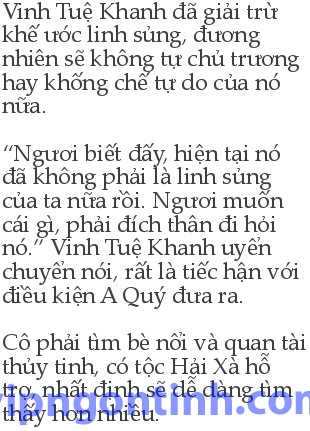 Vinh Tuệ Khanh đã giải trừ
khế ước linh sủng, đương
nhiên sẽ không tự chủ trương
hay khống chế tự do của nó
nữa.
“Ngươi biết đấy, hiện tại nó
đã không phải là linh sủng
của ta nữa rồi. Ngươi muốn
cái gì, phải đích thân đi hỏi
nó.” Vinh Tuệ Khanh uyển
chuyển nói, rất là tiếc hận với
điều kiện A Quý đưa ra.
Cô phải tìm bè nổi và quan tài
thủy tinh, có tộc Hải Xà hỗ
trợ, nhất định sẽ dễ dàng tìm
thấy hơn nhiều.
vipngontinh.com